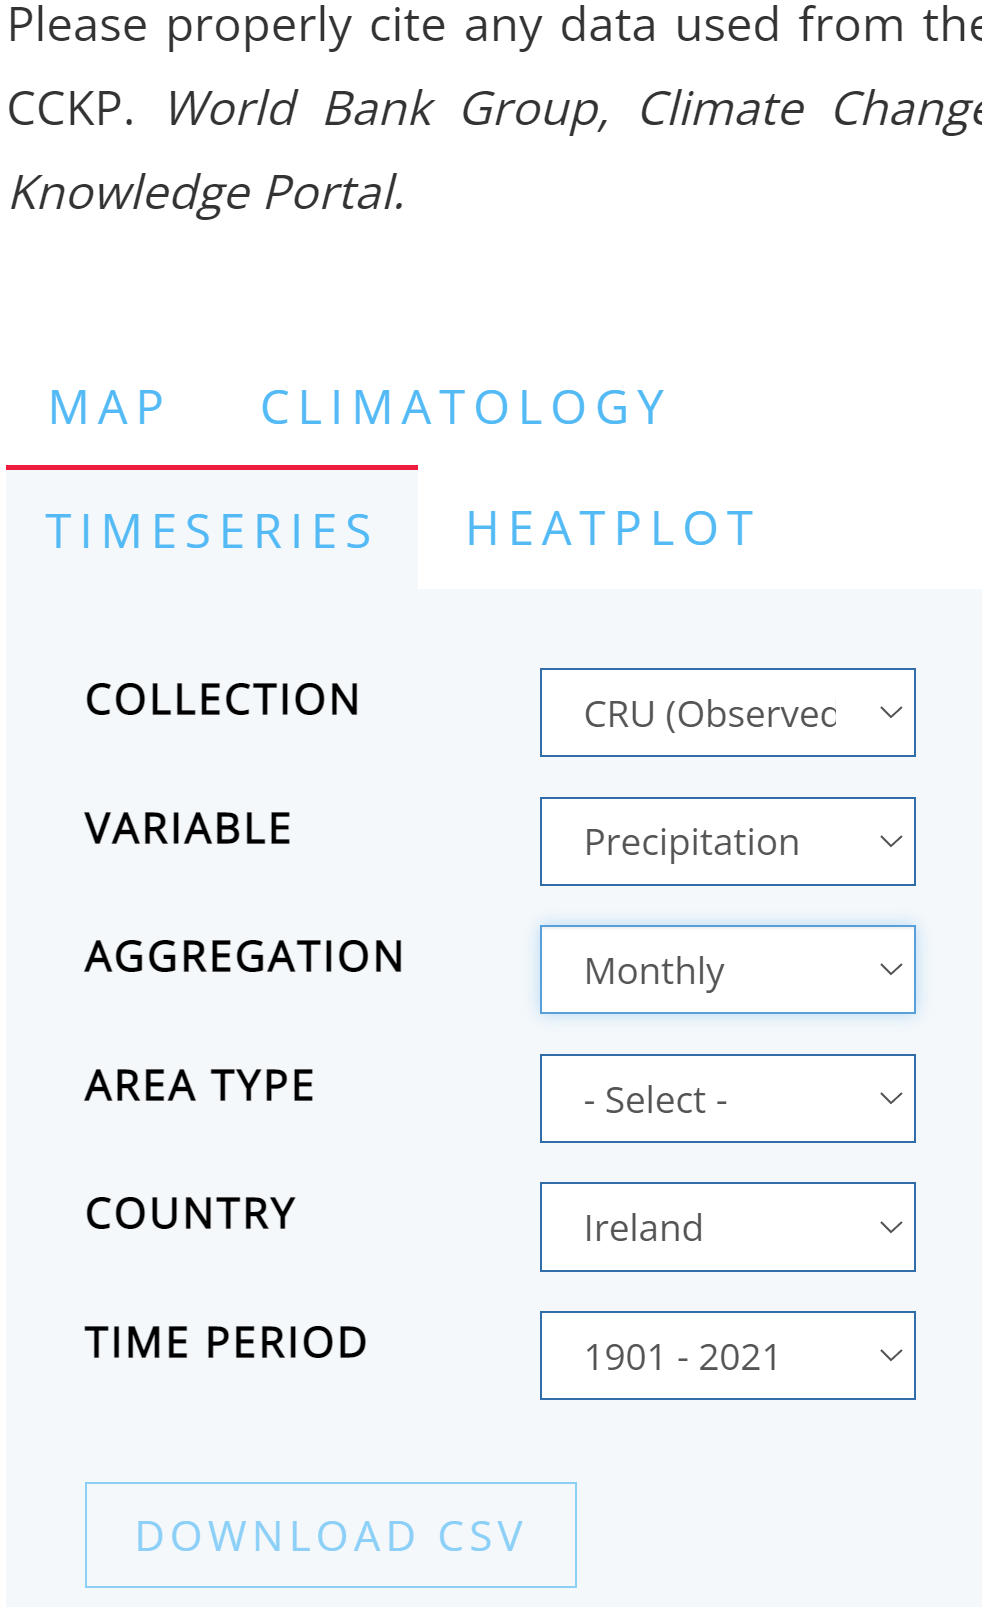 Please properly cite any data used from the
CCKP. World Bank Group, Climate Change
Knowledge Portal.
MAP CLIMATOLOGY
TIMESERIES HEATPLOT
COLLECTION CRU (Observed
VARIABLE Precipitation
AGGREGATION Monthly
AREA TYPE - Select -
COUNTRY Ireland
TIME PERIOD 1901 - 2021
DOWNLOAD CSV